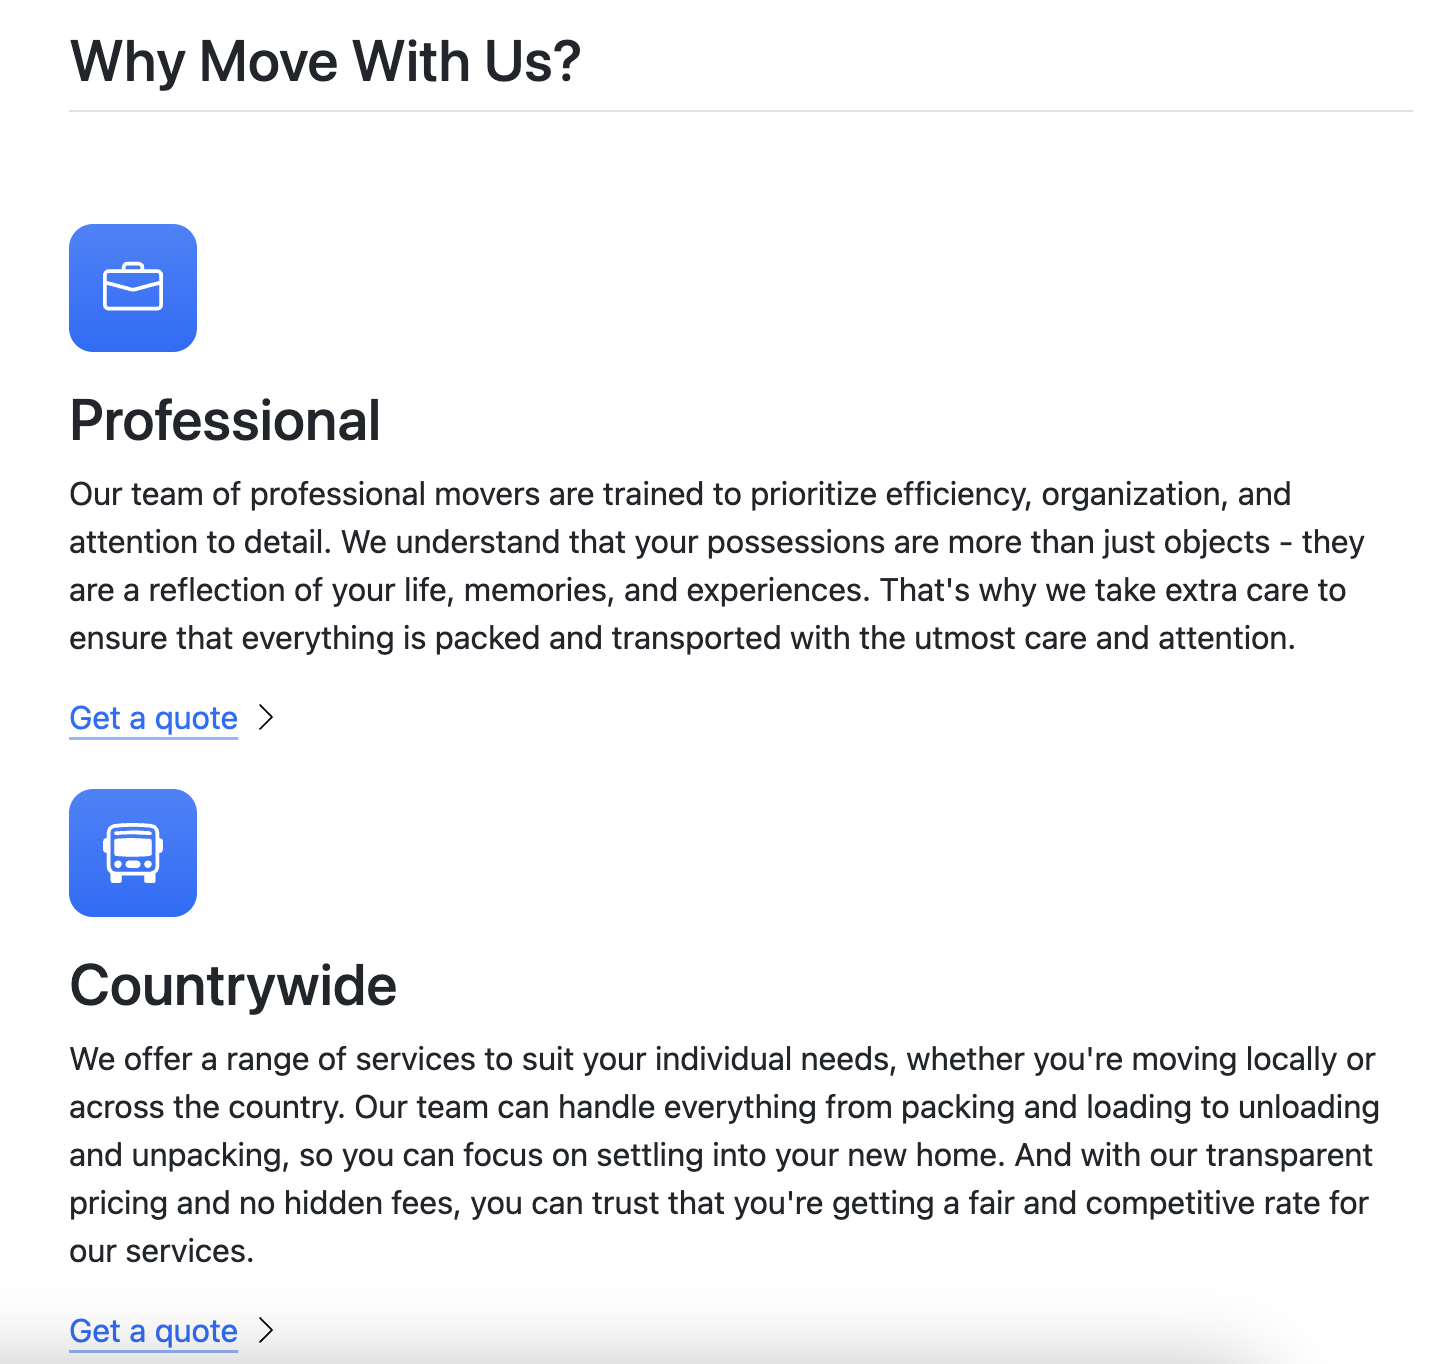 Why Move With Us?
Professional
Our team of professional movers are trained to prioritize efficiency, organization, and
attention to detail. We understand that your possessions are more than just objects - they
are a reflection of your life, memories, and experiences. That's why we take extra care to
ensure that everything is packed and transported with the utmost care and attention.
Get a quote
Countrywide
We offer a range of services to suit your individual needs, whether you're moving locally or
across the country. Our team can handle everything from packing and loading to unloading
and unpacking, so you can focus on settling into your new home. And with our transparent
pricing and no hidden fees, you can trust that you're getting a fair and competitive rate for
our services.
Get a quote